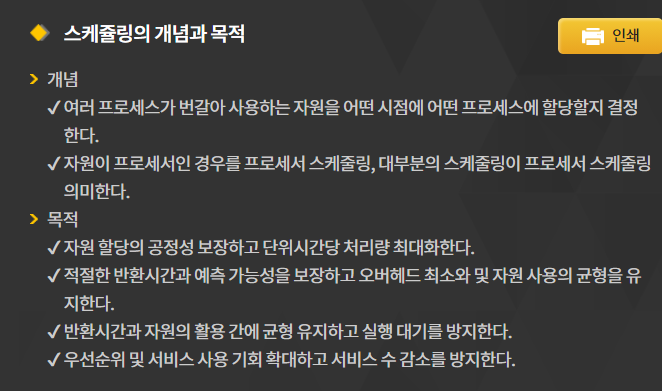 스케쥴링의 개념과 목적
인쇄
개념
여러 프로세스가 번갈아 사용하는 자원을 어떤 시점에 어떤 프로세스에 할당할지 결정
한다.
자원이 프로세서인 경우를 프로세서 스케줄링, 대부분의 스케줄링이 프로세서 스케줄링
의미한다.
목적
자원 할당의 공정성 보장하고 단위시간당 처리량 최대화한다.
적절한 반환시간과 예측 가능성을 보장하고 오버헤드 최소와 및 자원 사용의 균형을 유
지한다.
반환시간과 자원의 활용 간에 균형 유지하고 실행 대기를 방지한다.
우선순위 및 서비스 사용 기회 확대하고 서비스 수 감소를 방지한다.